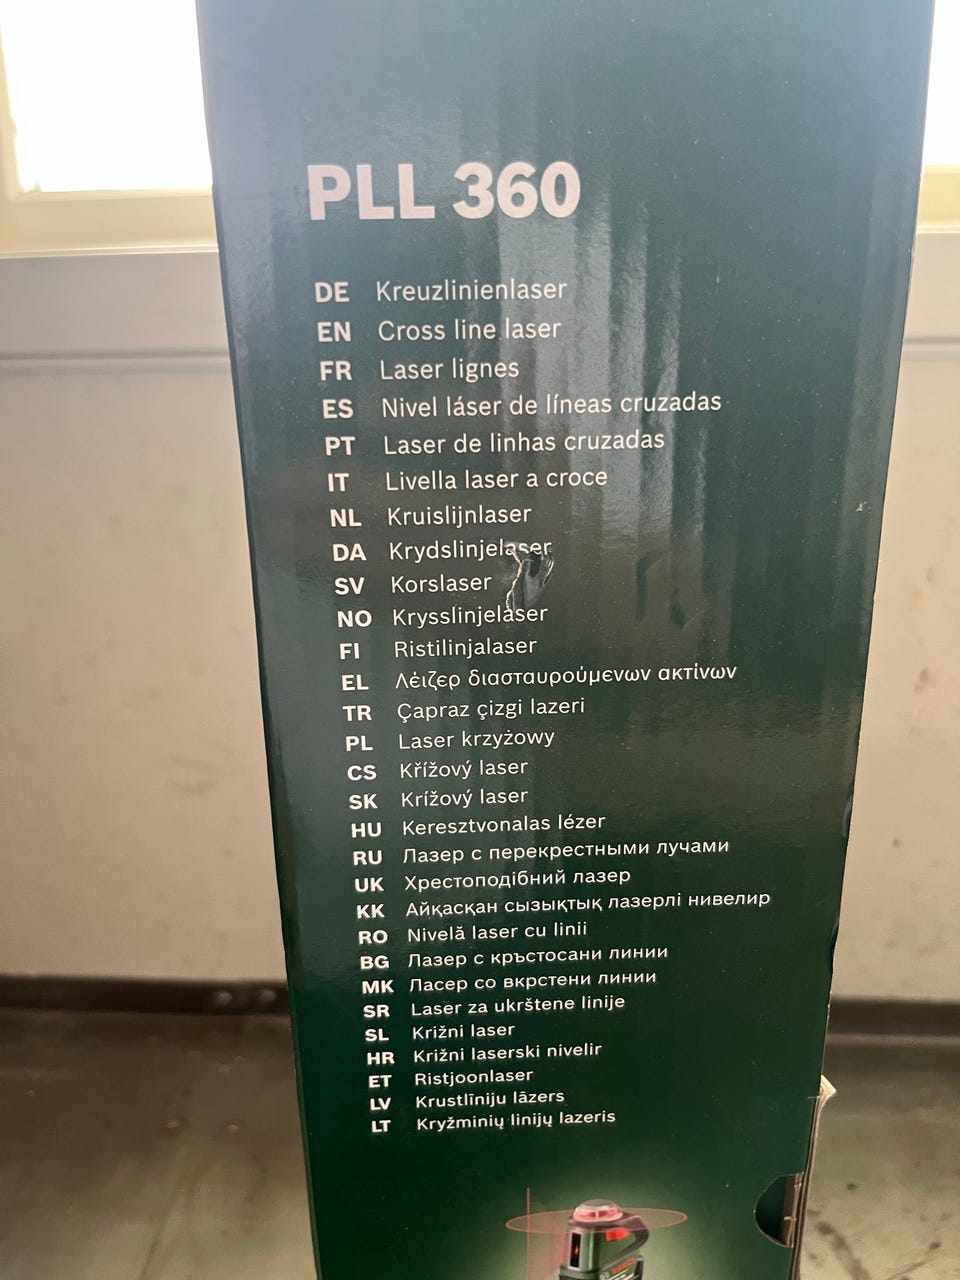 PLL 360
DE Kreuzlinienlaser
EN Cross line laser
FR Laser lignes
ES Nivel láser de líneas cruzadas
PT Laser de linhas cruzadas
IT Livella laser a croce
NL Kruislijnlaser
DA Krydslinjelaser
SV Korslaser
NO Krysslinjelaser
FI Ristilinjalaser
EL Λέιζερ διασταυρούμενων ακτίνων
TR Çapraz çizgi lazeri
PL Laser krzyżowy
CS Křížový laser
SK Krížový laser
HU Keresztvonalas lézer
RU Лазер с перекрестными лучами
UK Хрестоподібний лазер
KK Айқасқан сызықтық лазерлі нивелир
RO Nivelă laser cu linii
BG Лазер с кръстосани линии
MK Ласер со вкрстени линии
SR Laser za ukrštene linije
SL Križni laser
HR Križni laserski nivelir
ET Ristjoonlaser
LV Krustlīniju lāzers
LT Kryžminių linijų lazeris